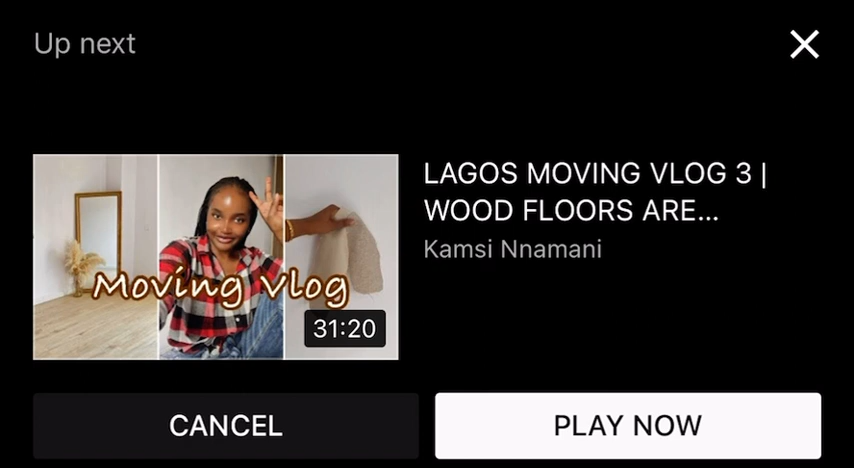 Up next
LAGOS MOVING VLOG 3 |
WOOD FLOORS ARE...
Kamsi Nnamani
Moving Vlog
31:20
CANCEL
PLAY NOW